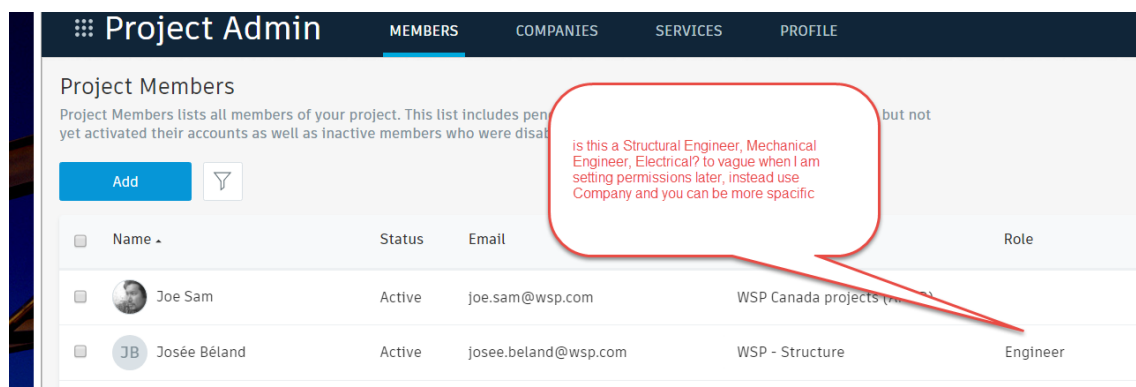 Project Admin
MEMBERS COMPANIES SERVICES PROFILE
Project Members
Project Members lists all members of your project. This list includes pen but not
yet activated their accounts as well as inactive members who were disab
is this a Structural Engineer, Mechanical
Engineer, Electrical? to vague when I am
setting permissions later, instead use
Company and you can be more spacific
Add
Name Status Email Role
Joe Sam Active joe.sam@wsp.com WSP Canada projects
JB Josée Béland Active josee.beland@wsp.com WSP - Structure Engineer